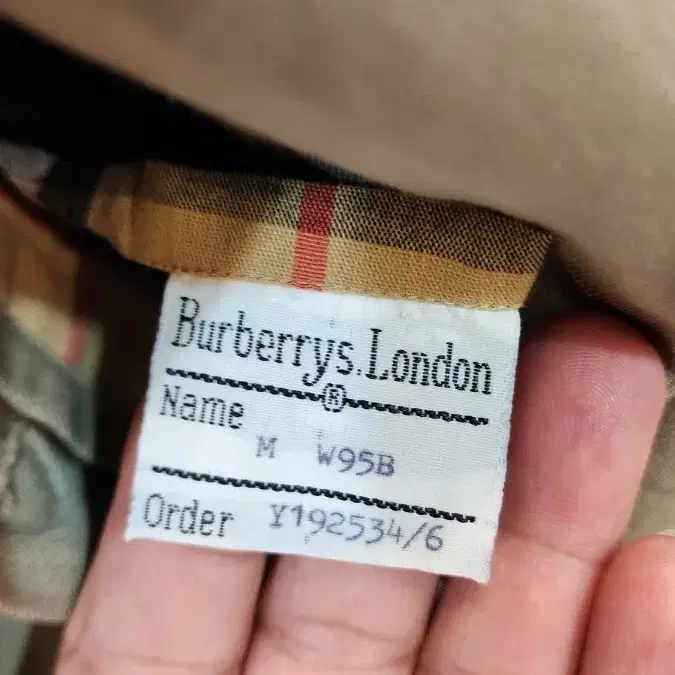 Burberrys.London
®
Name
M W95B
Order Y192534/6